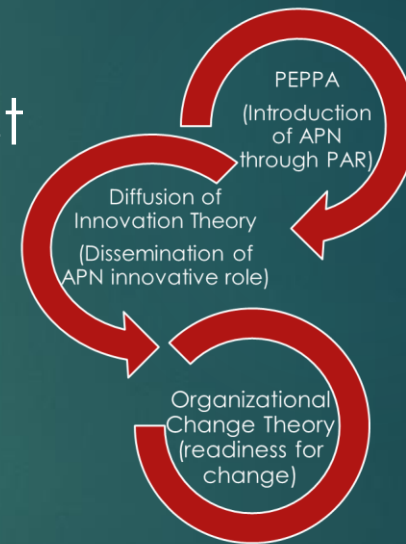 PEPPA
(Introduction
of APN
through PAR)
Diffusion of
Innovation Theory
(Dissemination of
APN innovative role)
Organizational
Change Theory
(readiness for
change)